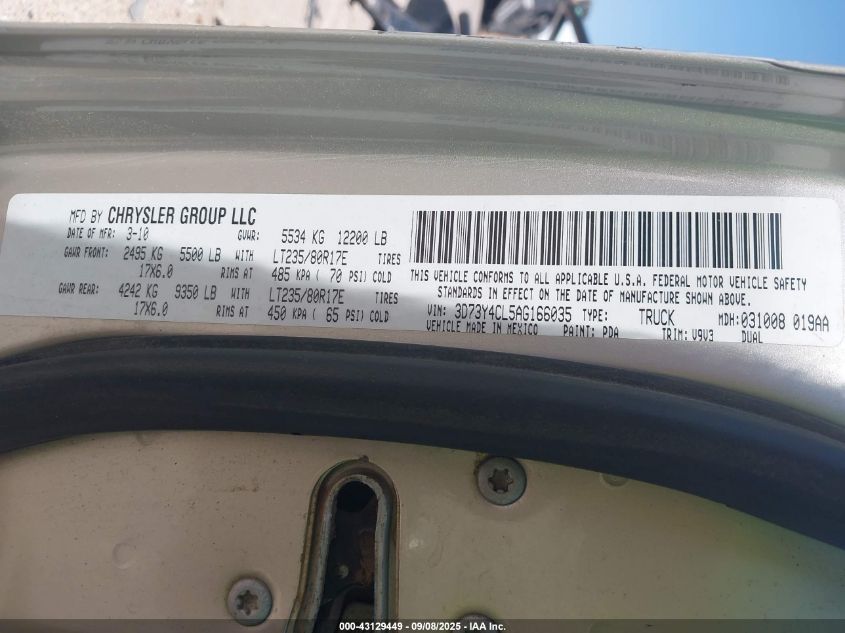 MFD BY CHRYSLER GROUP LLC
DATE OF MFR: 3-10 GVWR: 5534 KG 12200 LB
GAWR FRONT: 2495 KG 5500 LB WITH LT235/80R17E TIRES
17X6.0 RIMS AT 485 KPA ( 70 PSI) COLD
GAWR REAR: 4242 KG 9350 LB WITH LT235/80R17E TIRES
17X6.0 RIMS AT 450 KPA ( 65 PSI) COLD
THIS VEHICLE CONFORMS TO ALL APPLICABLE U.S.A. FEDERAL MOTOR VEHICLE SAFETY
STANDARDS IN EFFECT ON THE DATE OF MANUFACTURE SHOWN ABOVE.
VIN: 3D73Y4CL5AG166035 TYPE: TRUCK MDH: 031008 019AA
VEHICLE MADE IN MEXICO PAINT: PDA TRIM: V9V3 DUAL
000-43129449 - 09/08/2025 - IAA Inc.